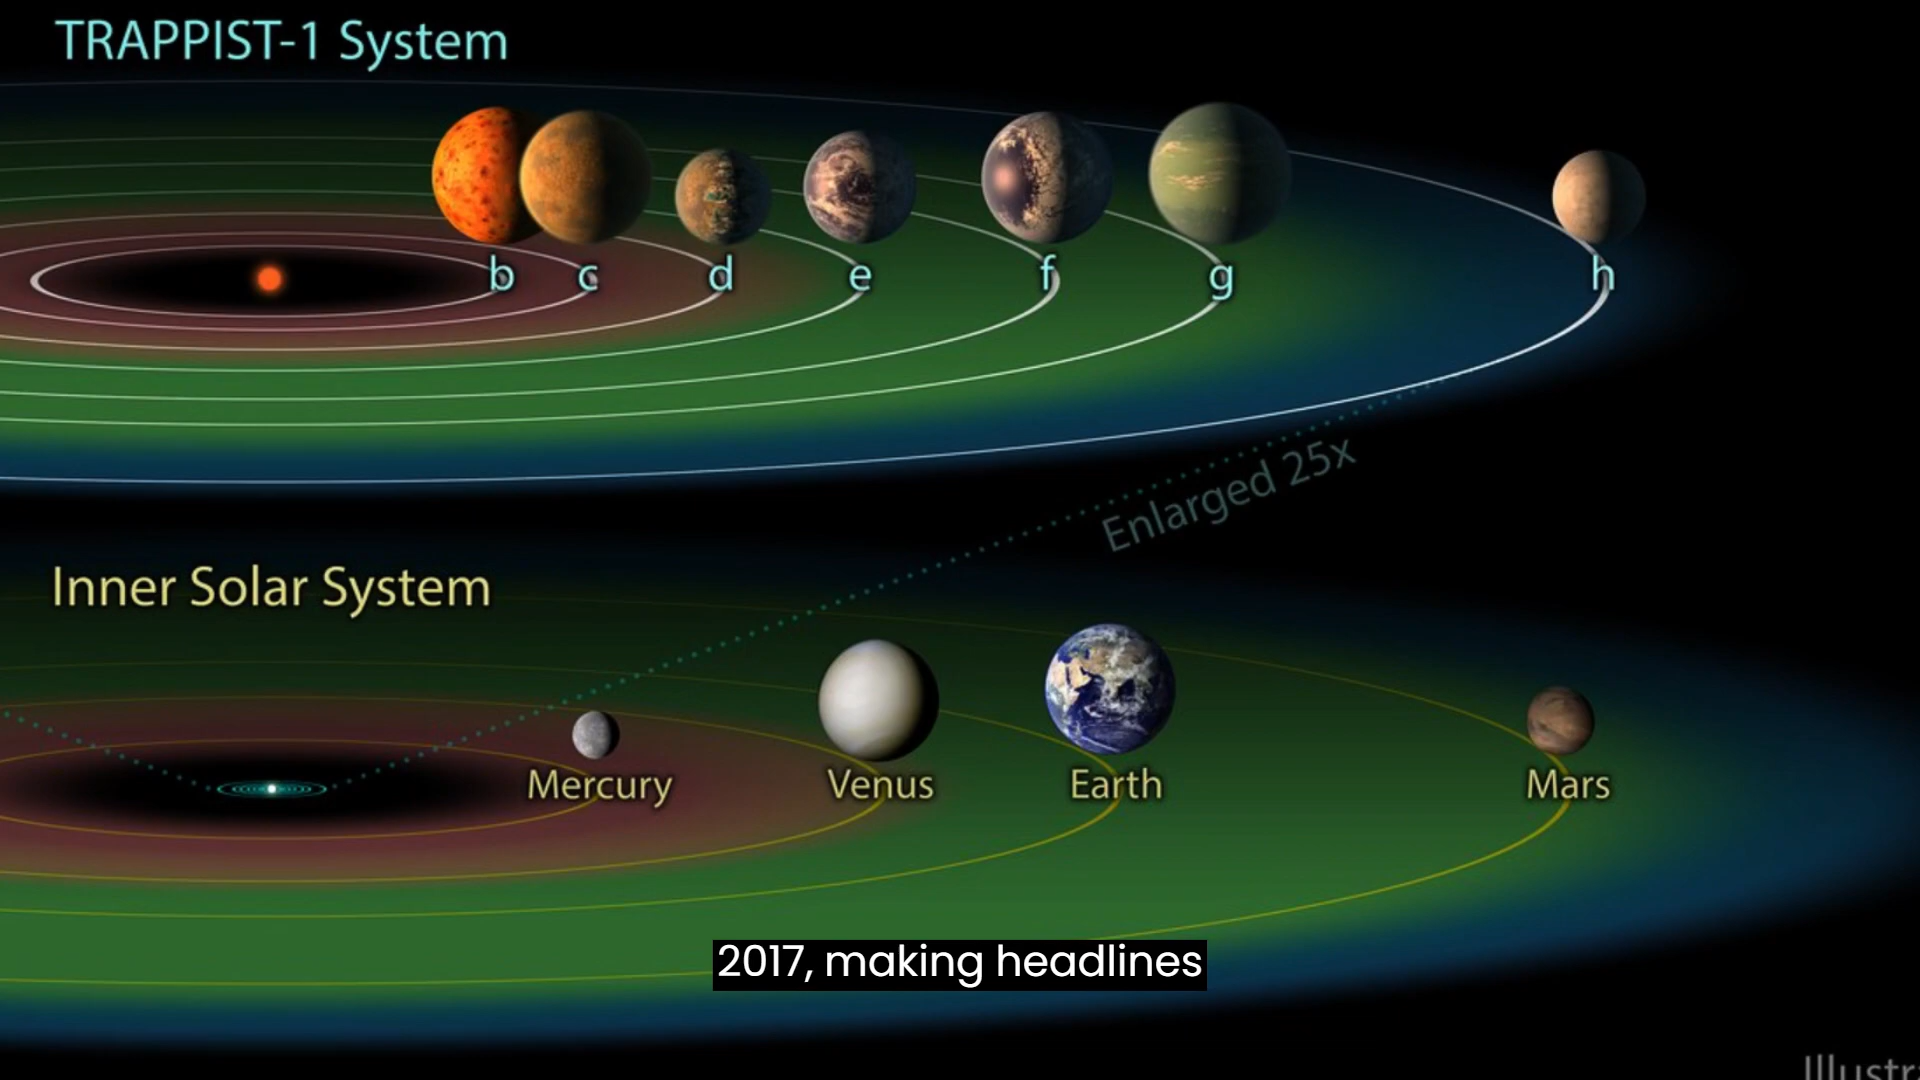 TRAPPIST-1 System
b c d e f g h
Enlarged 25x
Inner Solar System
Mercury Venus Earth Mars
2017, making headlines